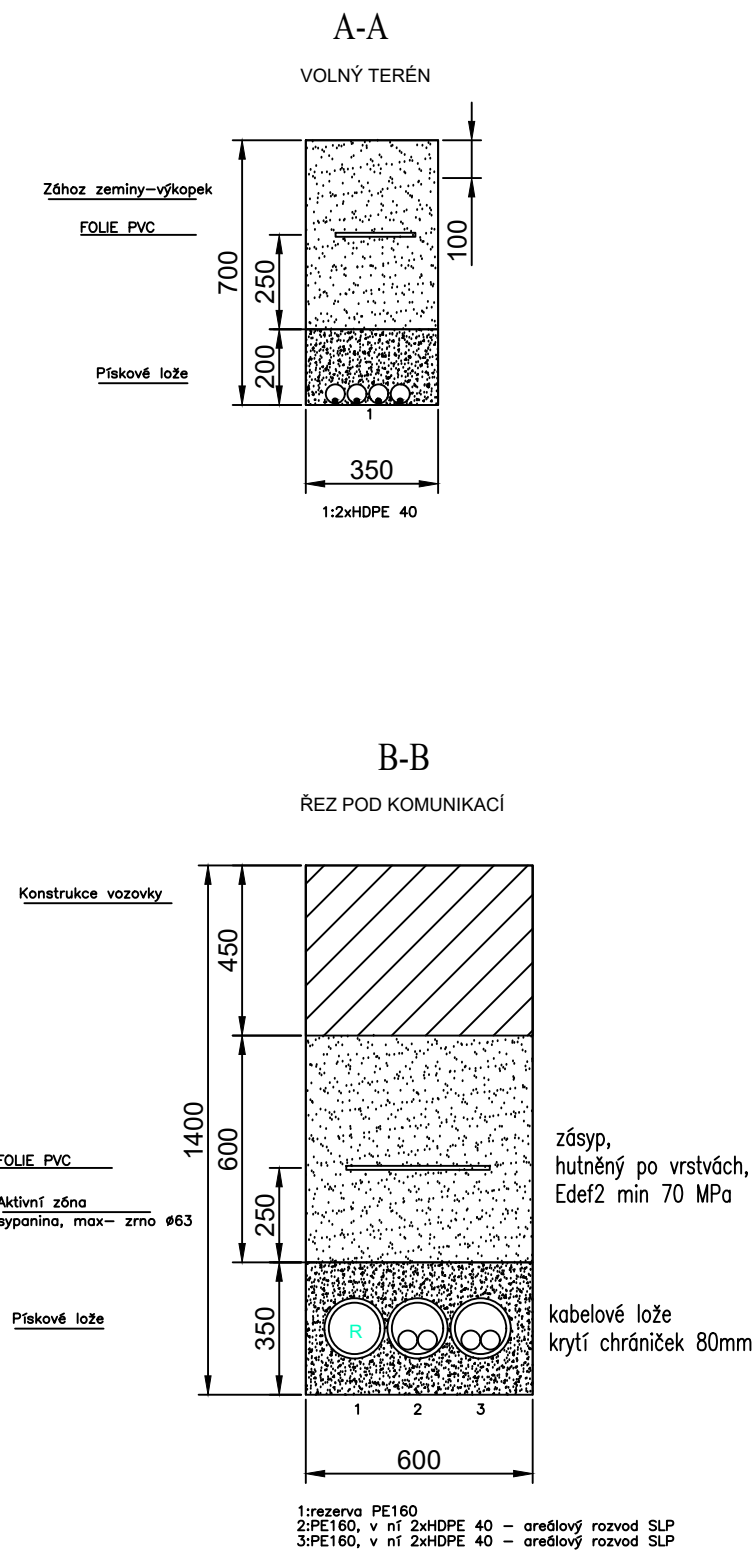 A-A
VOLNÝ TERÉN
Zához zeminy-výkopek
FOLIE PVC
Pískové lože
700
250
200
100
1
350
1:2xHDPE 40
B-B
ŘEZ POD KOMUNIKACÍ
Konstrukce vozovky
450
1400
600
250
350
FOLIE PVC
Aktivní zóna
sypanina, max- zrno ø63
Pískové lože
zásyp,
hutněný po vrstvách,
Edef2 min 70 MPa
kabelové lože
krytí chrániček 80mm
R
1 2 3
600
1:rezerva PE160
2:PE160, v ní 2xHDPE 40 - areálový rozvod SLP
3:PE160, v ní 2xHDPE 40 - areálový rozvod SLP